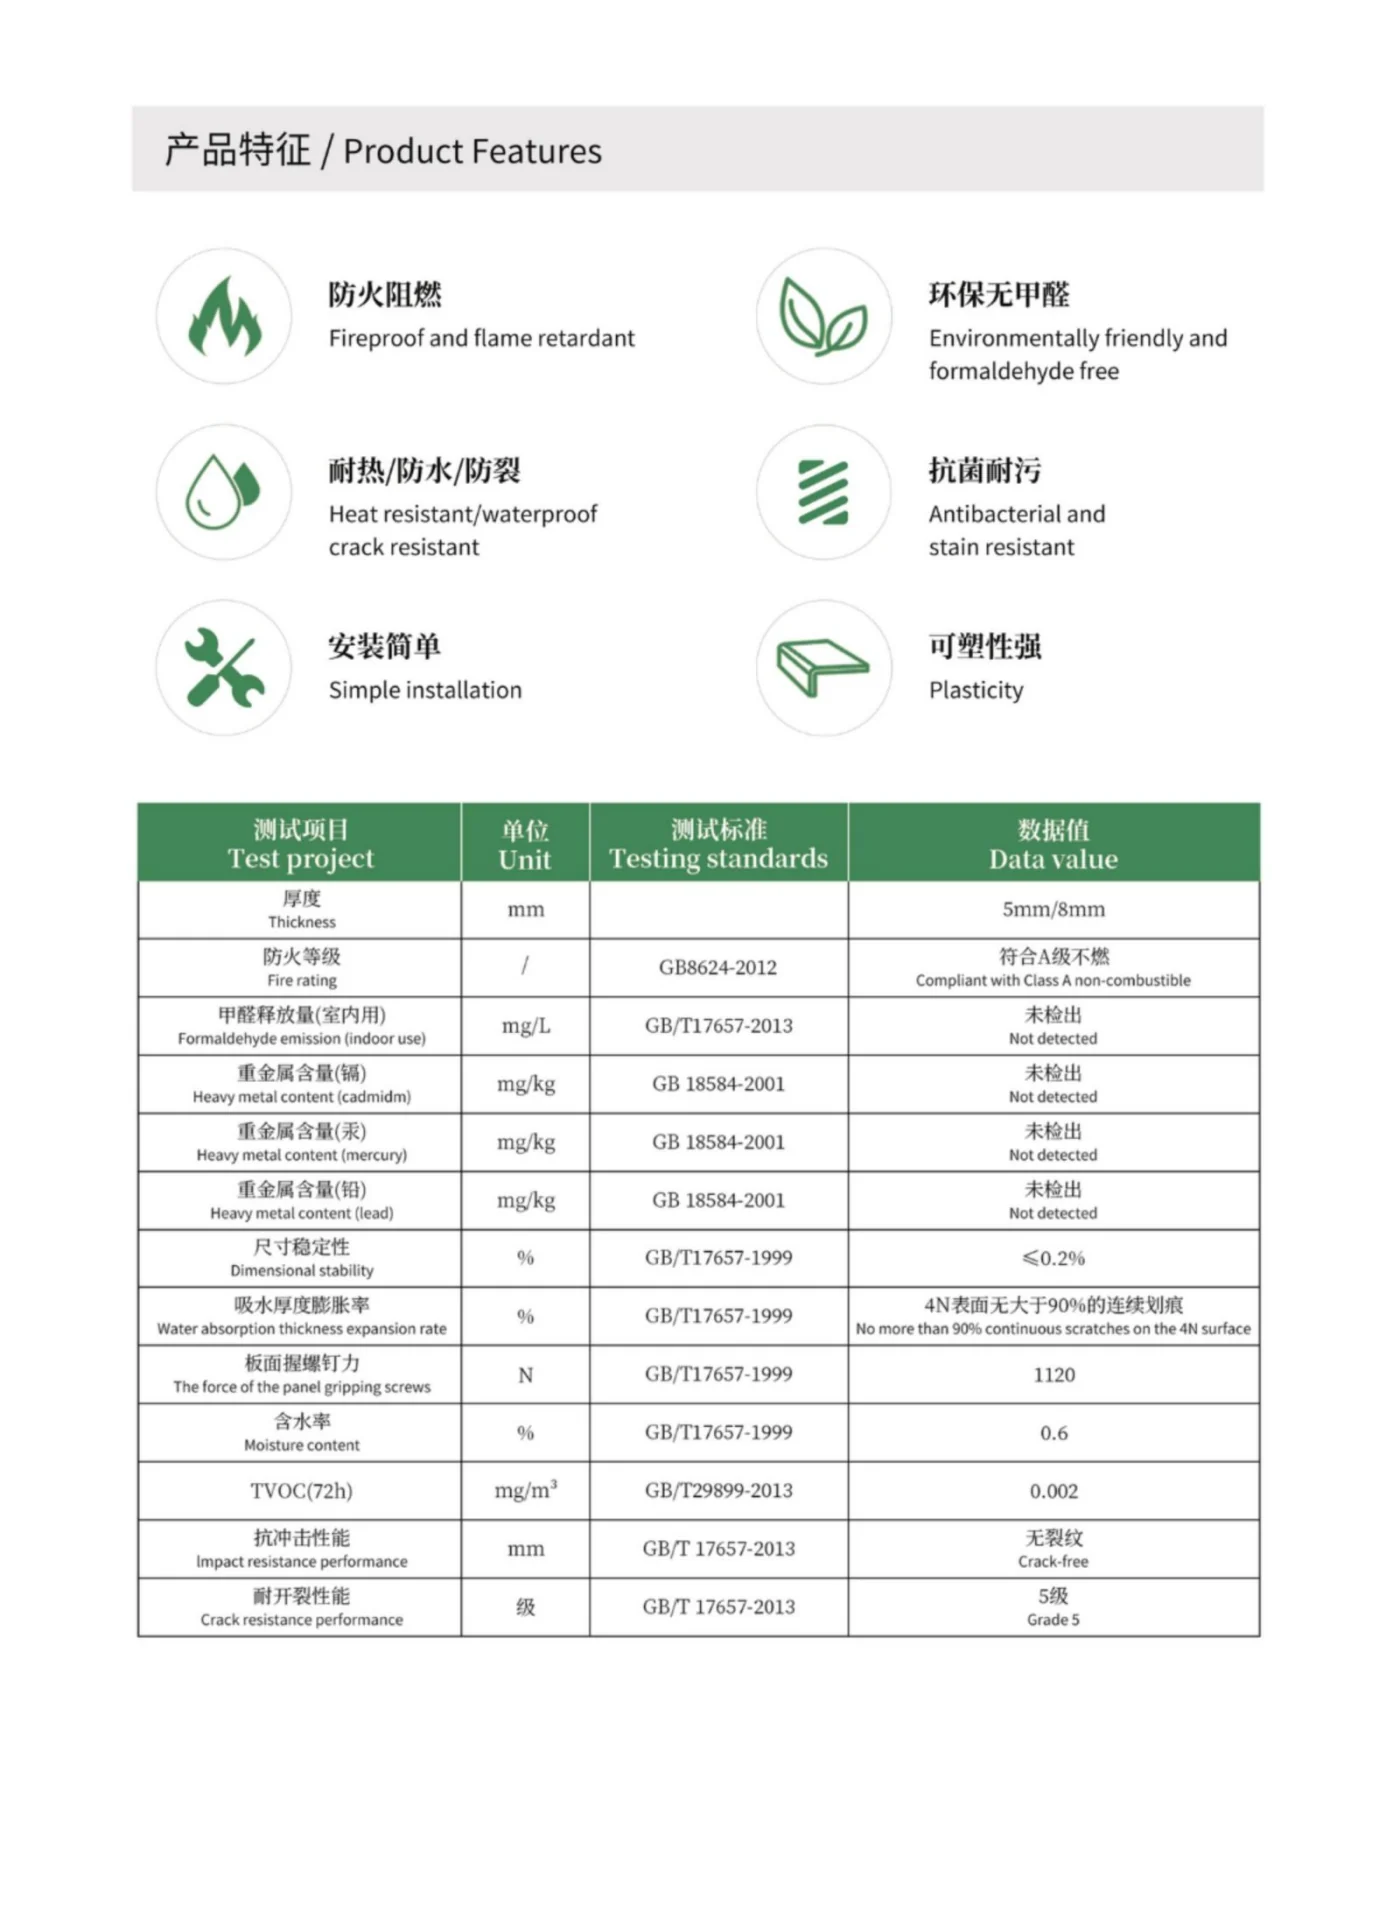 产品特征 / Product Features
防火阻燃
Fireproof and flame retardant
环保无甲醛
Environmentally friendly and
formaldehyde free
耐热/防水/防裂
Heat resistant/waterproof
crack resistant
抗菌耐污
Antibacterial and
stain resistant
安装简单
Simple installation
可塑性强
Plasticity
测试项目 单位 测试标准 数据值
Test project Unit Testing standards Data value
厚度
Thickness
mm
5mm/8mm
防火等级
Fire rating
/
GB8624-2012
符合A级不燃
Compliant with Class A non-combustible
甲醛释放量(室内用)
Formaldehyde emission (indoor use)
mg/L
GB/T17657-2013
未检出
Not detected
重金属含量(镉)
Heavy metal content (cadmidm)
mg/kg
GB 18584-2001
未检出
Not detected
重金属含量(汞)
Heavy metal content (mercury)
mg/kg
GB 18584-2001
未检出
Not detected
重金属含量(铅)
Heavy metal content (lead)
mg/kg
GB 18584-2001
未检出
Not detected
尺寸稳定性
Dimensional stability
%
GB/T17657-1999
≤0.2%
吸水厚度膨胀率
Water absorption thickness expansion rate
%
GB/T17657-1999
4N表面无大于90%的连续划痕
No more than 90% continuous scratches on the 4N surface
板面握螺钉力
The force of the panel gripping screws
N
GB/T17657-1999
1120
含水率
Moisture content
%
GB/T17657-1999
0.6
TVOC(72h)
mg/m³
GB/T29899-2013
0.002
抗冲击性能
lmpact resistance performance
mm
GB/T 17657-2013
无裂纹
Crack-free
耐开裂性能
Crack resistance performance
级
GB/T 17657-2013
5级
Grade 5